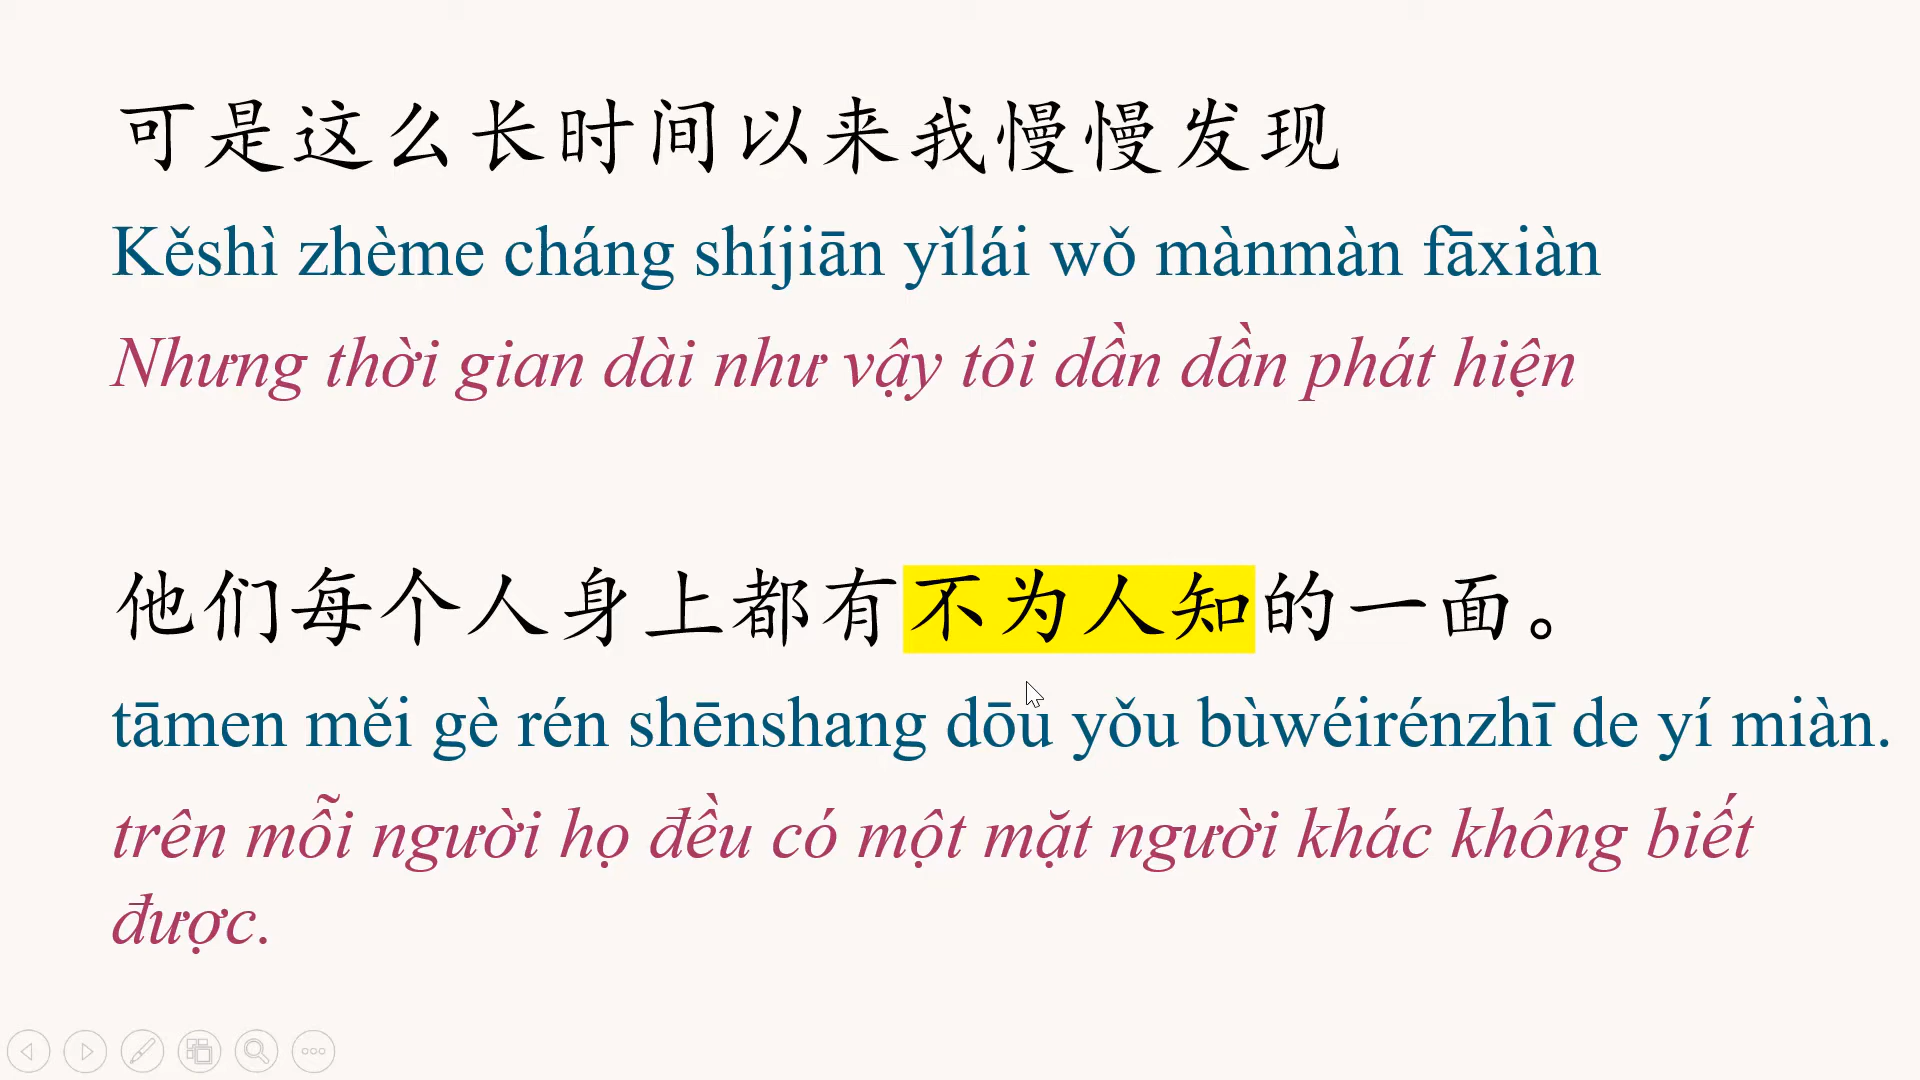 可是这么长时间以来我慢慢发现
Kěshì zhème cháng shíjiān yǐlái wǒ mànmàn fāxiàn
Nhưng thời gian dài như vậy tôi dần dần phát hiện
他们每个人身上都有不为人知的一面。
tāmen měi gè rén shēnshang dōu yǒu bùwéirénzhī de yí miàn.
trên mỗi người họ đều có một mặt người khác không biết
được.